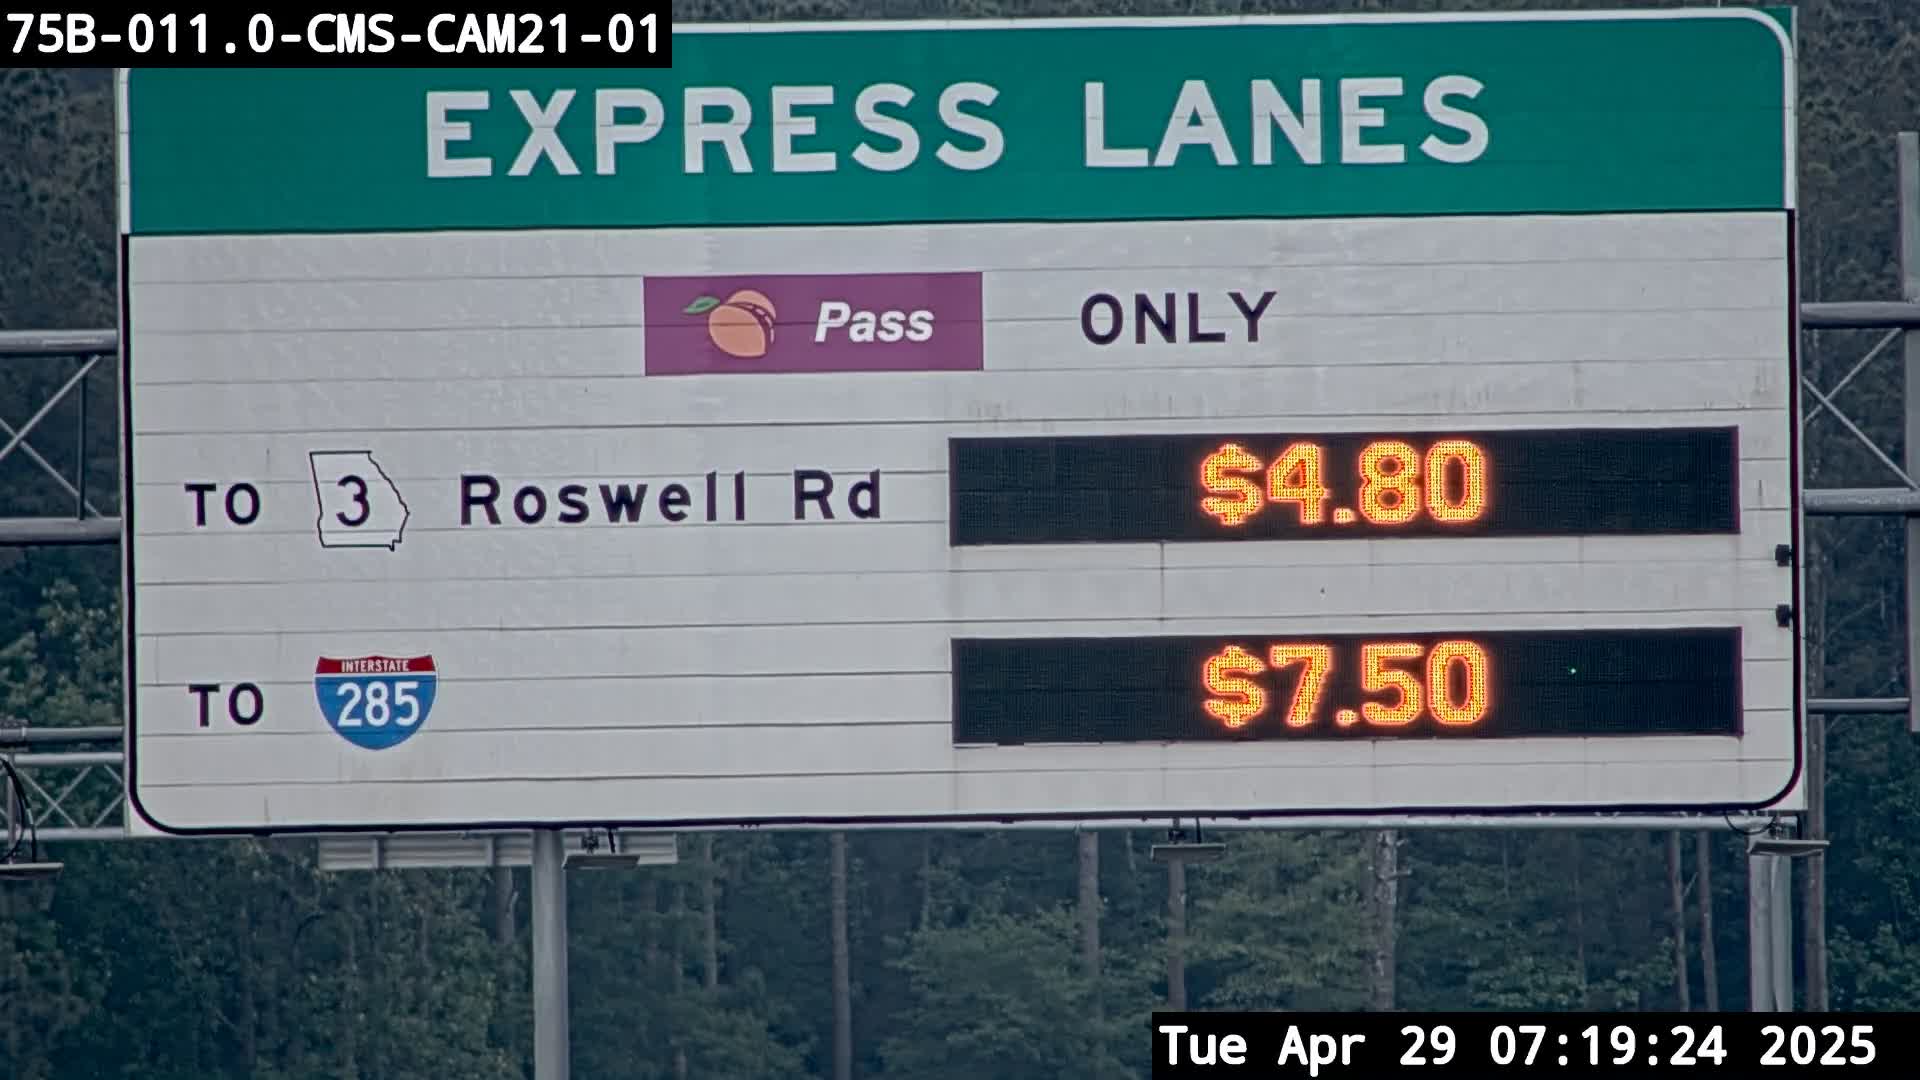 75B-011.0-CMS-CAM21-01
EXPRESS LANES
Pass ONLY
TO 3 Roswell Rd $4.80
INTERSTATE
TO 285 $7.50
Tue Apr 29 07:19:24 2025